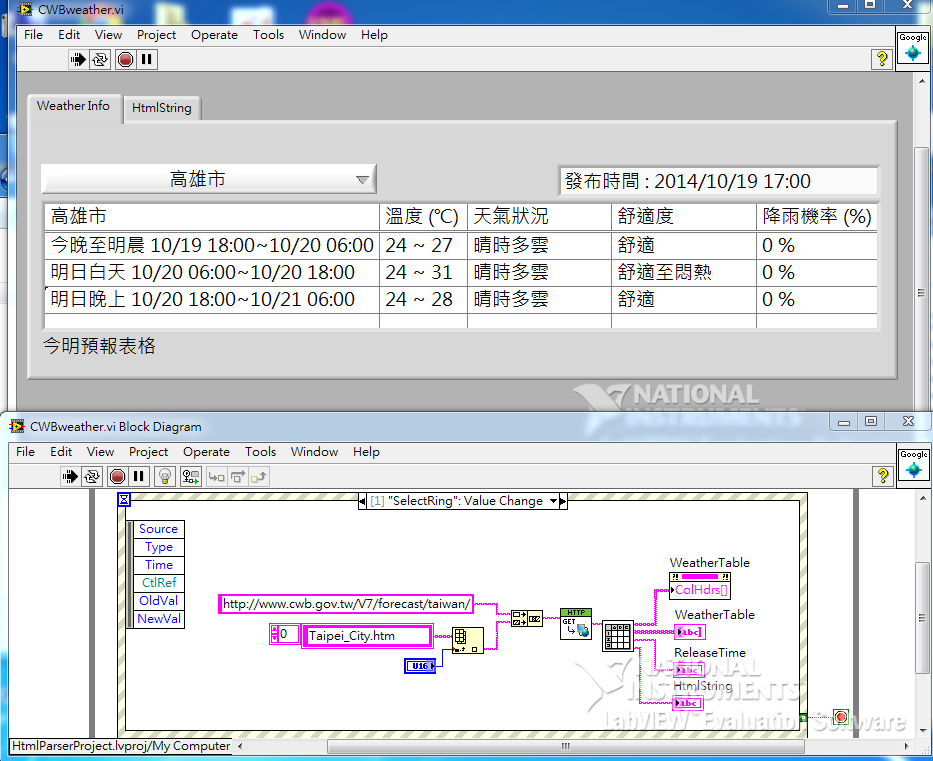 CWBweather.vi
File Edit View Project Operate Tools Window Help
Google
?
Weather Info HtmlString
高雄市
發布時間 : 2014/10/19 17:00
高雄市 溫度 (℃) 天氣狀況 舒適度 降雨機率 (%)
今晚至明晨 10/19 18:00~10/20 06:00 24 ~ 27 晴時多雲 舒適 0 %
明日白天 10/20 06:00~10/20 18:00 24 ~ 31 晴時多雲 舒適至悶熱 0 %
明日晚上 10/20 18:00~10/21 06:00 24 ~ 28 晴時多雲 舒適 0 %
今明預報表格
NATIONAL
INSTRUMENTS
CWBweather.vi Block Diagram
File Edit View Project Operate Tools Window Help
Google
?
[1] "SelectRing": Value Change
Source
Type
Time
CtlRef
OldVal
NewVal
http://www.cwb.gov.tw/V7/forecast/taiwan/
0 Taipei_City.htm
U16
HTTP
GET
WeatherTable
ColHdrs[]
WeatherTable
abc
ReleaseTime
abc
HtmlString
abc
NATIONAL
INSTRUMENTS
LabVIEW™ Evaluation Software
HtmlParserProject.lvproj/My Computer